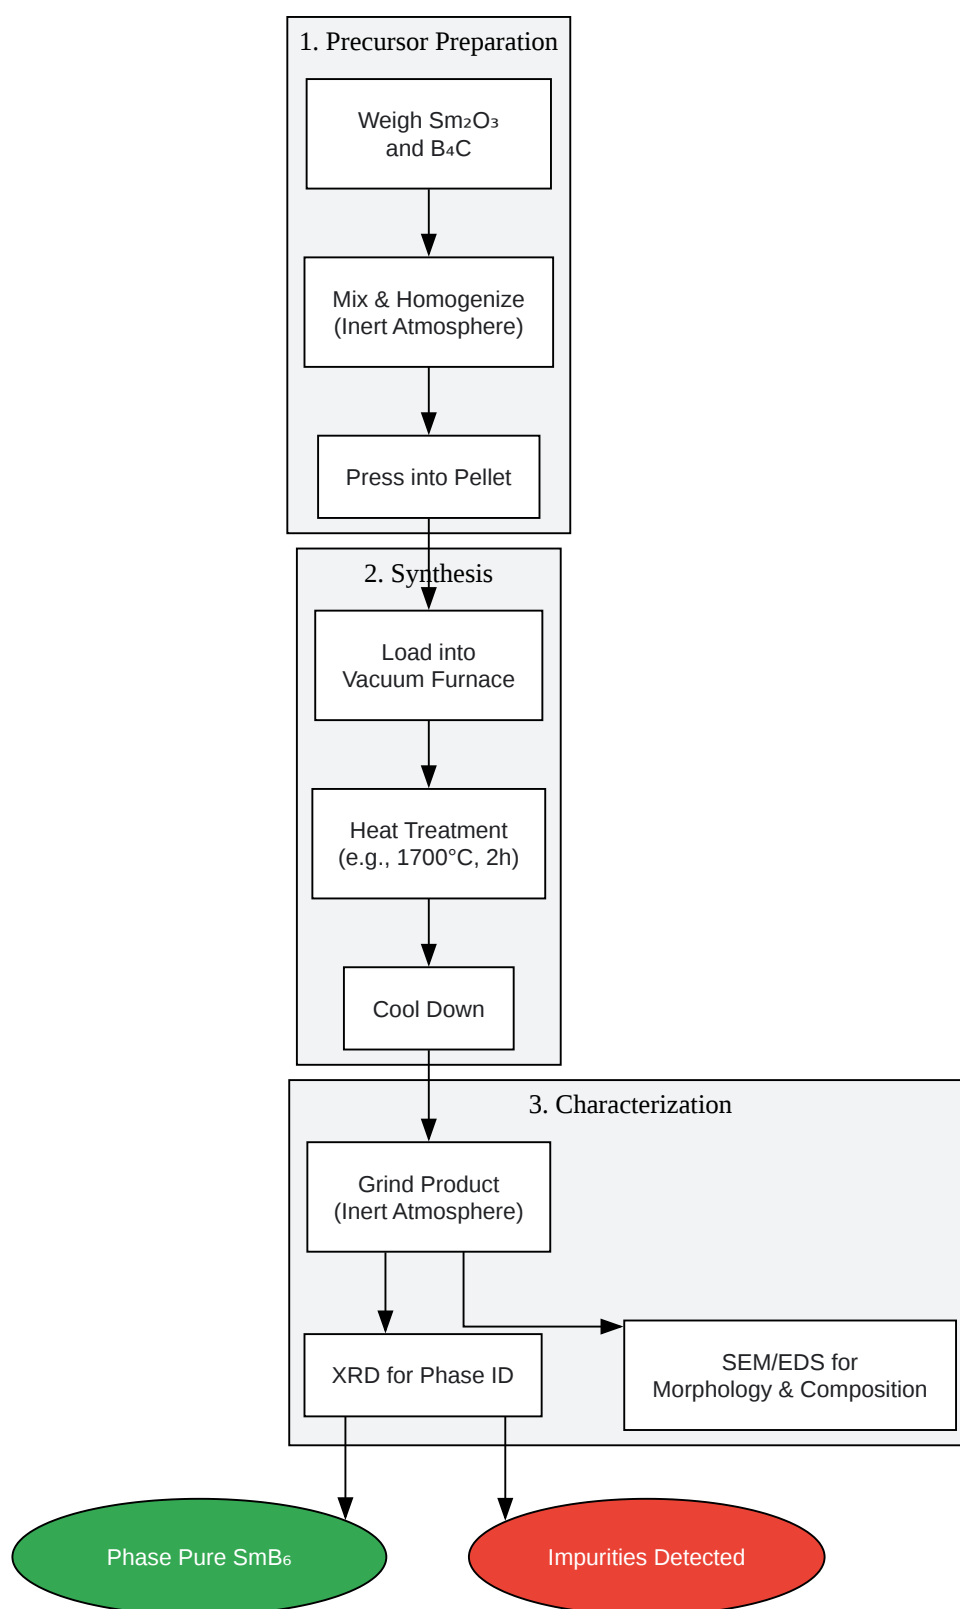 1. Precursor Preparation
Weigh Sm₂O₃
and B₄C
Mix & Homogenize
(Inert Atmosphere)
Press into Pellet
2. Synthesis
Load into
Vacuum Furnace
Heat Treatment
(e.g., 1700°C, 2h)
Cool Down
3. Characterization
Grind Product
(Inert Atmosphere)
XRD for Phase ID
SEM/EDS for
Morphology & Composition
Phase Pure SmB₆
Impurities Detected